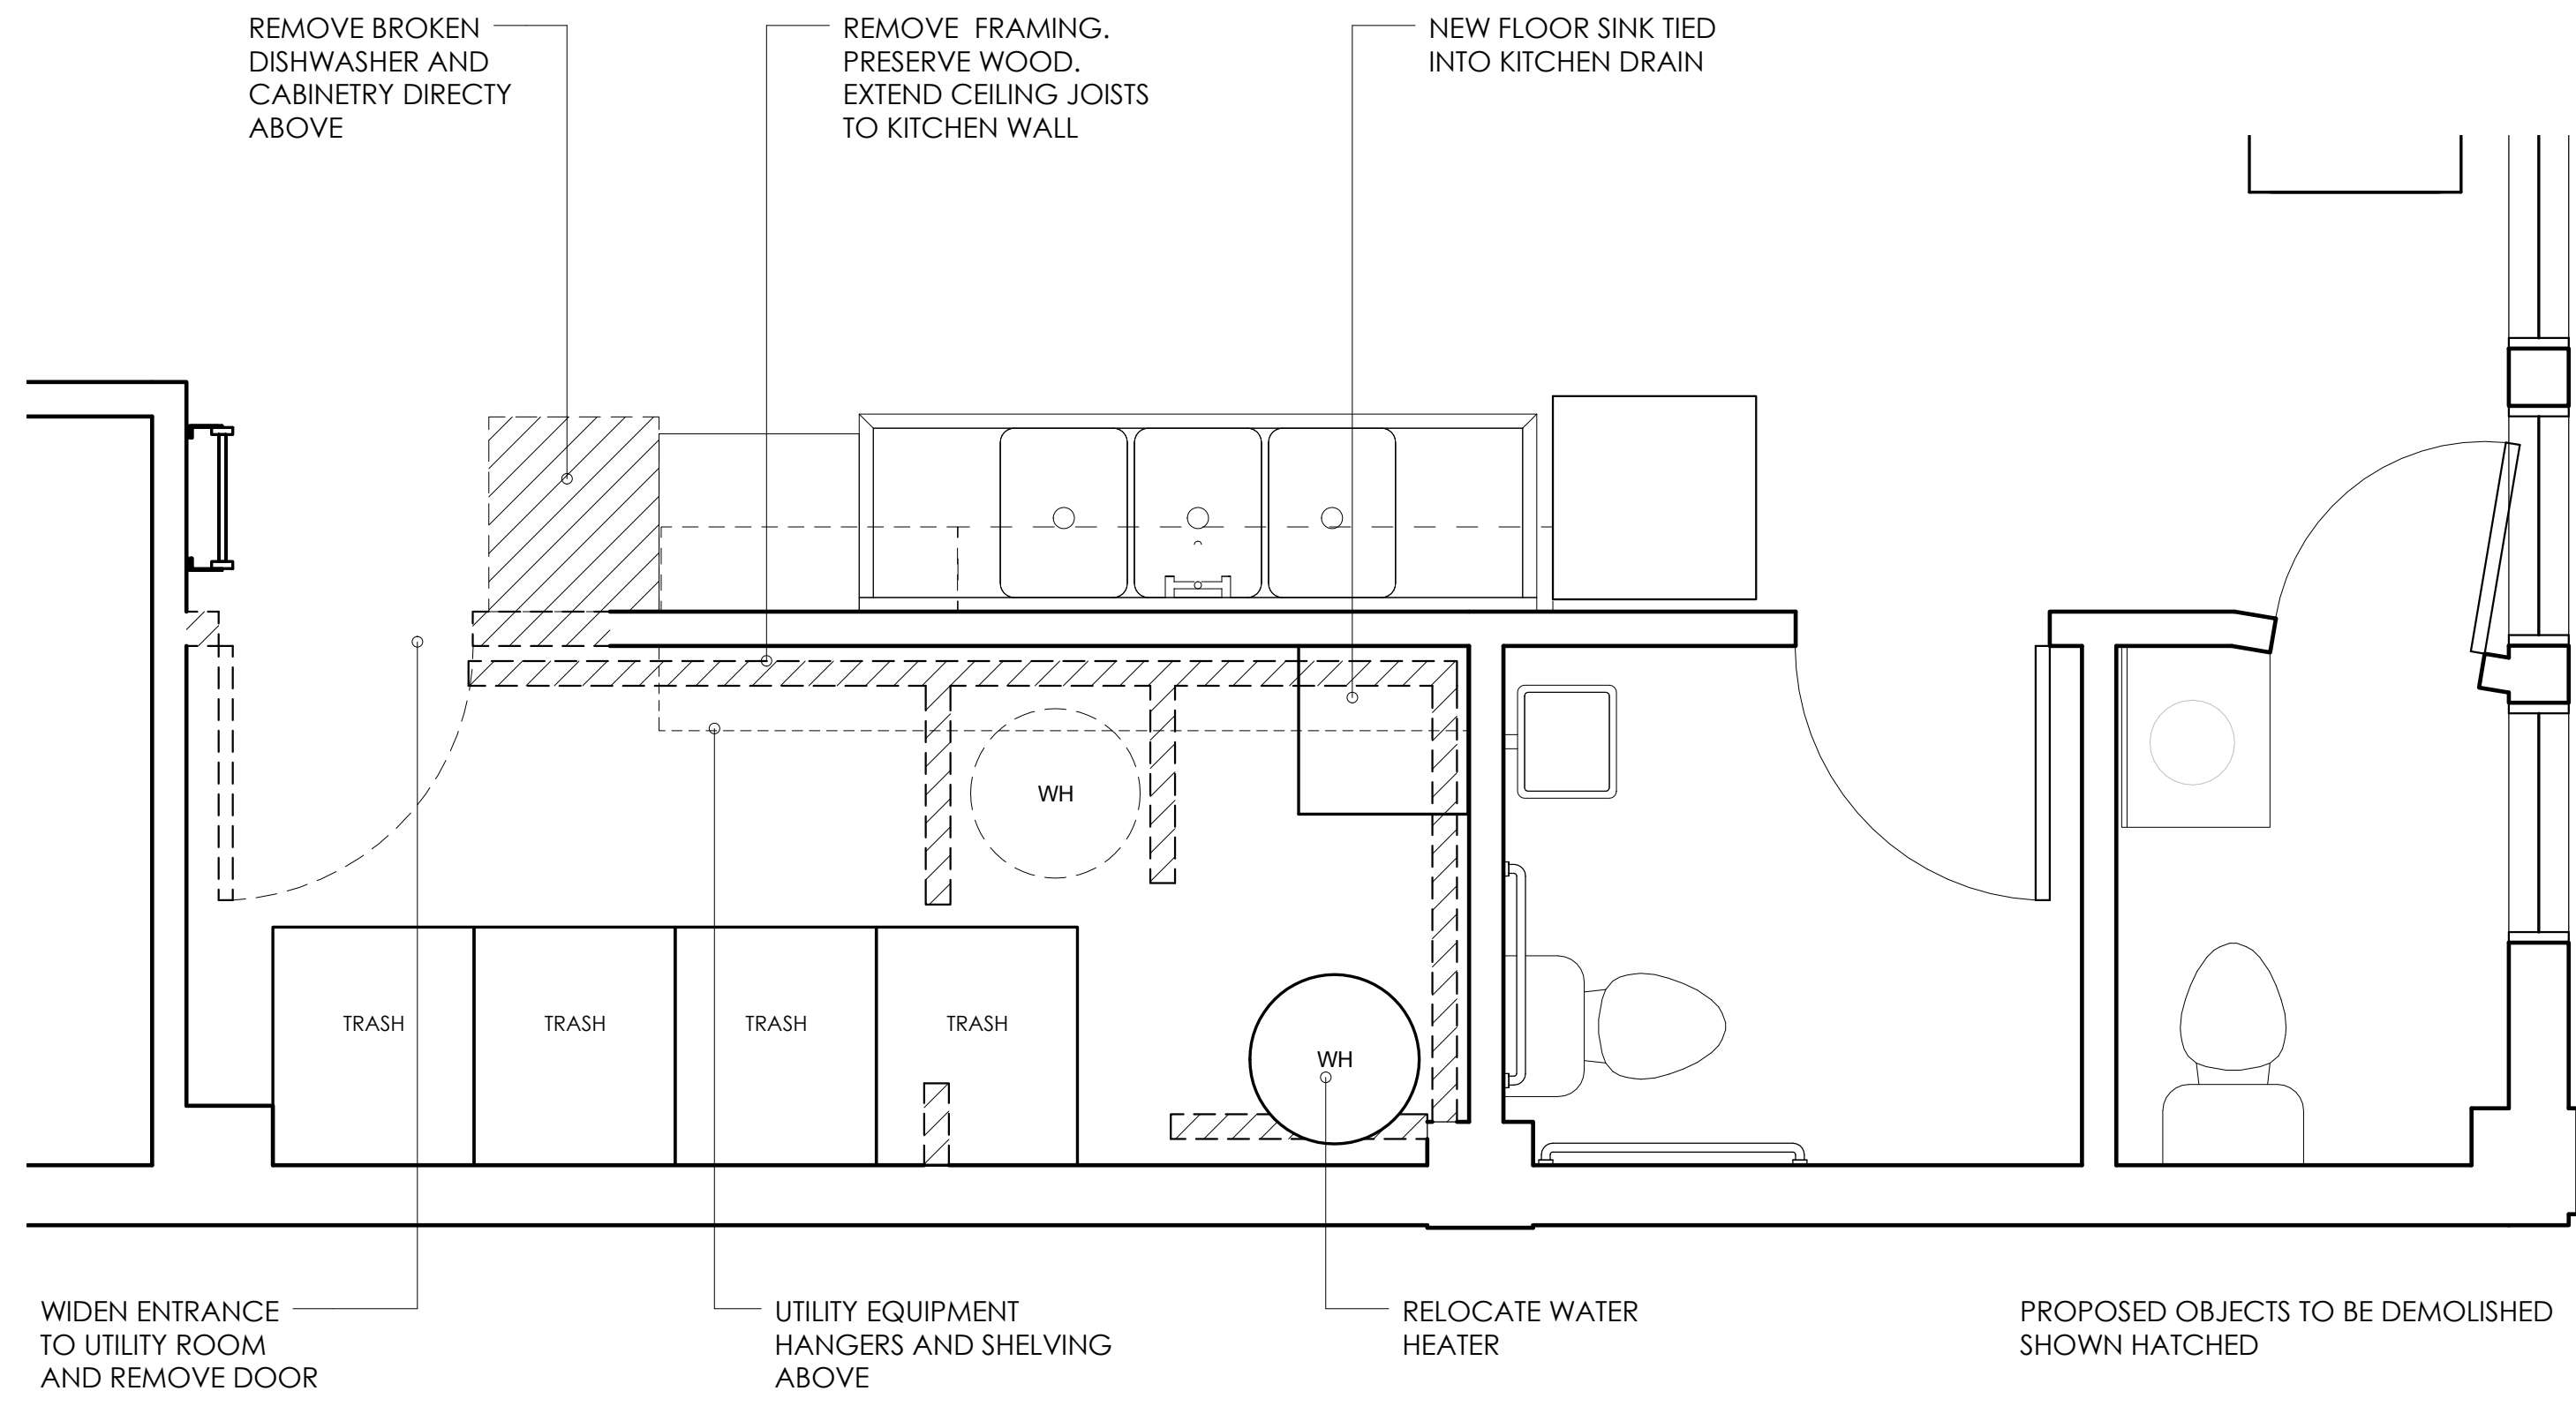 REMOVE BROKEN
DISHWASHER AND
CABINETRY DIRECTY
ABOVE
REMOVE  FRAMING.
PRESERVE WOOD.
EXTEND CEILING JOISTS
TO KITCHEN WALL
NEW FLOOR SINK TIED
INTO KITCHEN DRAIN
WH
TRASH
TRASH
TRASH
TRASH
WH
WIDEN ENTRANCE
TO UTILITY ROOM
AND REMOVE DOOR
UTILITY EQUIPMENT
HANGERS AND SHELVING
ABOVE
RELOCATE WATER
HEATER
PROPOSED OBJECTS TO BE DEMOLISHED
SHOWN HATCHED